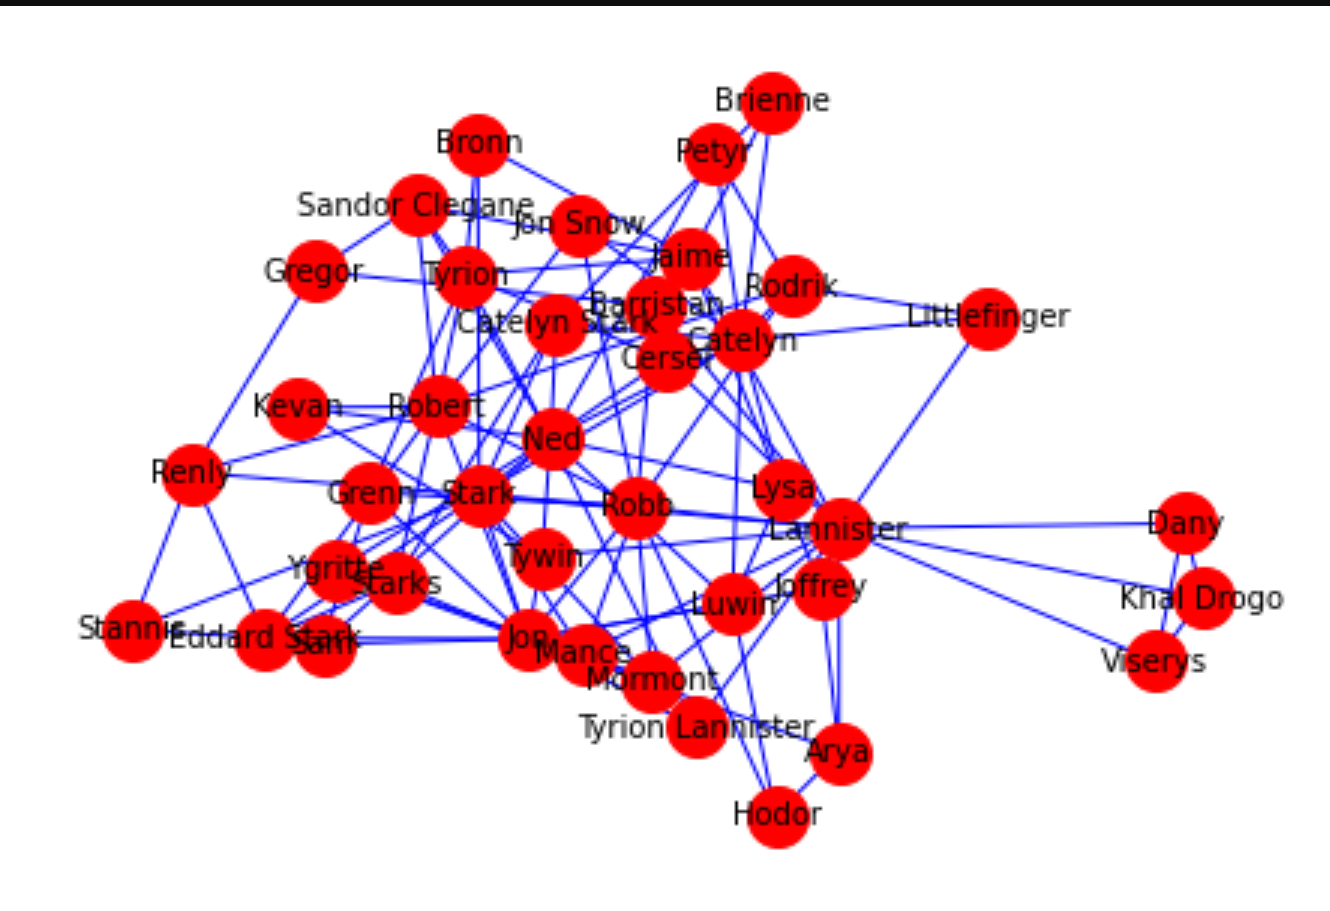 Brienne
Bronn
Petyr
Sandor Clegane
Jon Snow
Jaime
Gregor
Tyrion
Rodrik
Barristan
Littlefinger
Catelyn Stark
Catelyn
Cersei
Kevan
Robert
Ned
Renly
Grenn
Stark
Robb
Lysa
Lannister
Dany
Tywin
Ygritte
Starks
Joffrey
Khal Drogo
Luwin
Stannis
Eddard Stark
Sam
Jon
Mance
Viserys
Mormont
Tyrion Lannister
Arya
Hodor